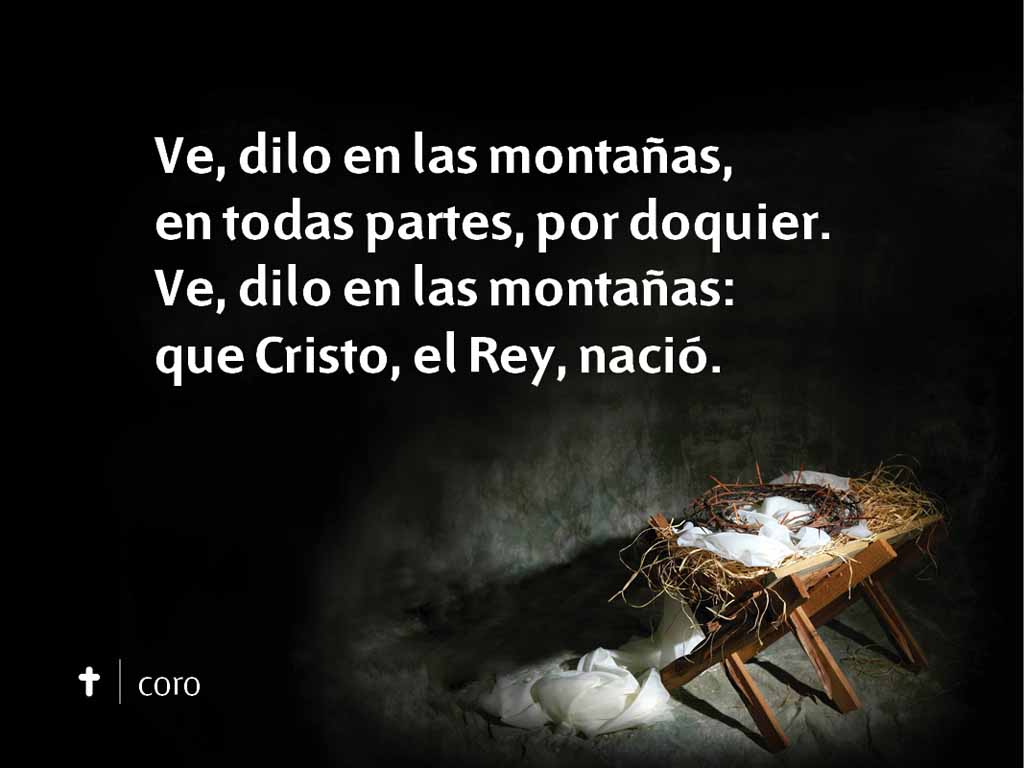 Ve, dilo en las montañas,
en todas partes, por doquier.
Ve, dilo en las montañas:
que Cristo, el Rey, nació.
coro